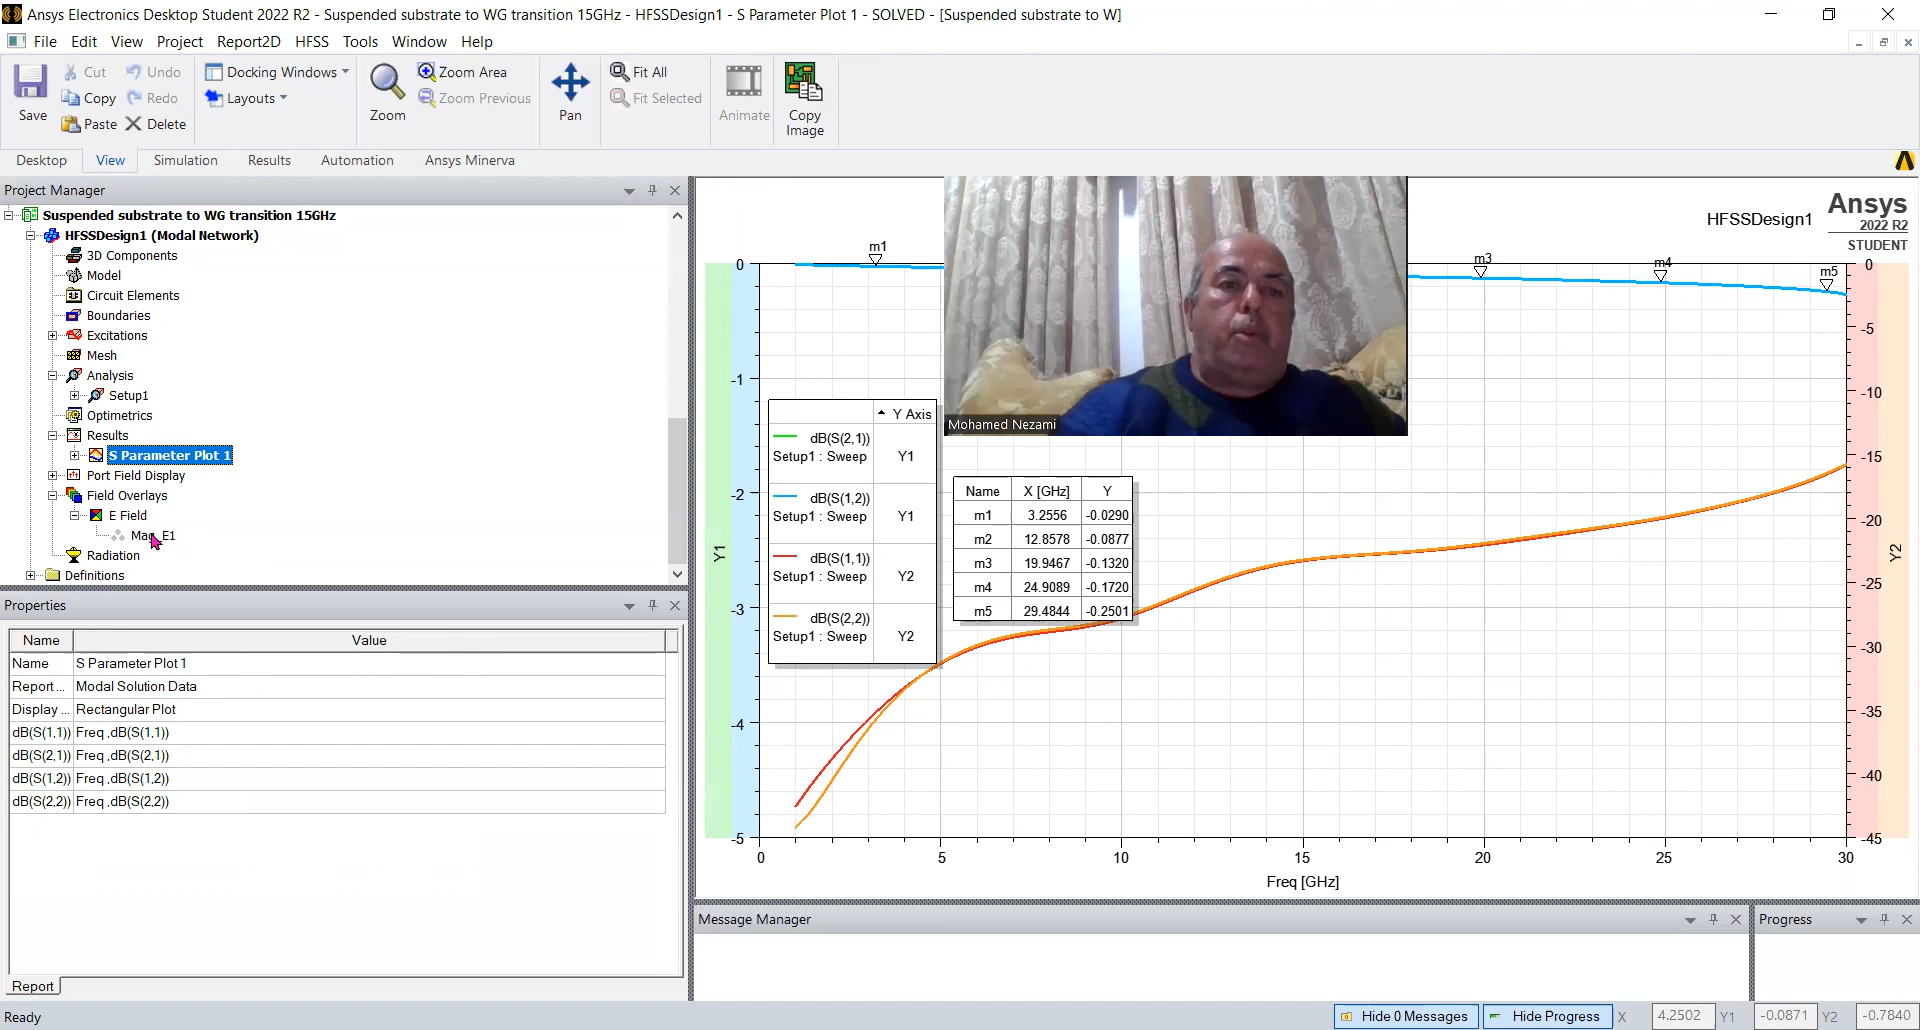 Ansys Electronics Desktop Student 2022 R2 - Suspended substrate to WG transition 15GHz - HFSSDesign1 - S Parameter Plot 1 - SOLVED - [Suspended substrate to W]
File Edit View Project Report2D HFSS Tools Window Help
Save
Cut Undo
Copy Redo
Paste Delete
Docking Windows
Layouts
Zoom
Zoom Area
Zoom Previous
Pan
Fit All
Fit Selected
Animate
Copy
Image
Desktop View Simulation Results Automation Ansys Minerva
Project Manager
Suspended substrate to WG transition 15GHz
HFSSDesign1 (Modal Network)
3D Components
Model
Circuit Elements
Boundaries
Excitations
Mesh
Analysis
Setup1
Optimetrics
Results
S Parameter Plot 1
Port Field Display
Field Overlays
E Field
Mag_E1
Radiation
Definitions
Properties
Name Value
Name S Parameter Plot 1
Report... Modal Solution Data
Display ... Rectangular Plot
dB(S(1,1)) Freq ,dB(S(1,1))
dB(S(2,1)) Freq ,dB(S(2,1))
dB(S(1,2)) Freq ,dB(S(1,2))
dB(S(2,2)) Freq ,dB(S(2,2))
Report
HFSSDesign1
Ansys
2022 R2
STUDENT
m1
m3
m4
m5
Mohamed Nezami
Y Axis
dB(S(2,1))
Setup1 : Sweep Y1
dB(S(1,2))
Setup1 : Sweep Y1
dB(S(1,1))
Setup1 : Sweep Y2
dB(S(2,2))
Setup1 : Sweep Y2
Name X [GHz] Y
m1 3.2556 -0.0290
m2 12.8578 -0.0877
m3 19.9467 -0.1320
m4 24.9089 -0.1720
m5 29.4844 -0.2501
Y1
0
-1
-2
-3
-4
-5
Y2
0
-5
-10
-15
-20
-25
-30
-35
-40
-45
0 5 10 15 20 25 30
Freq [GHz]
Message Manager
Progress
Ready
Hide 0 Messages Hide Progress X 4.2502 Y1 -0.0871 Y2 -0.7840